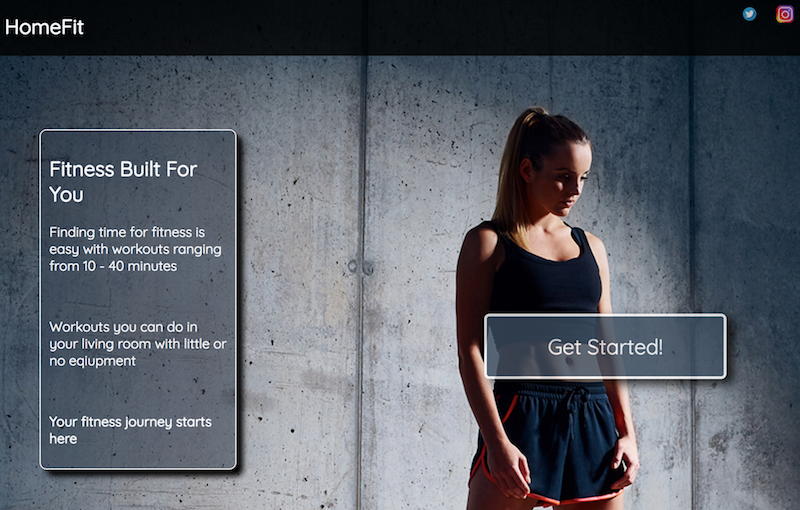 HomeFit
Fitness Built For
You
Finding time for fitness is
easy with workouts ranging
from 10 - 40 minutes
Workouts you can do in
your living room with little or
no eqiupment
Your fitness journey starts
here
Get Started!